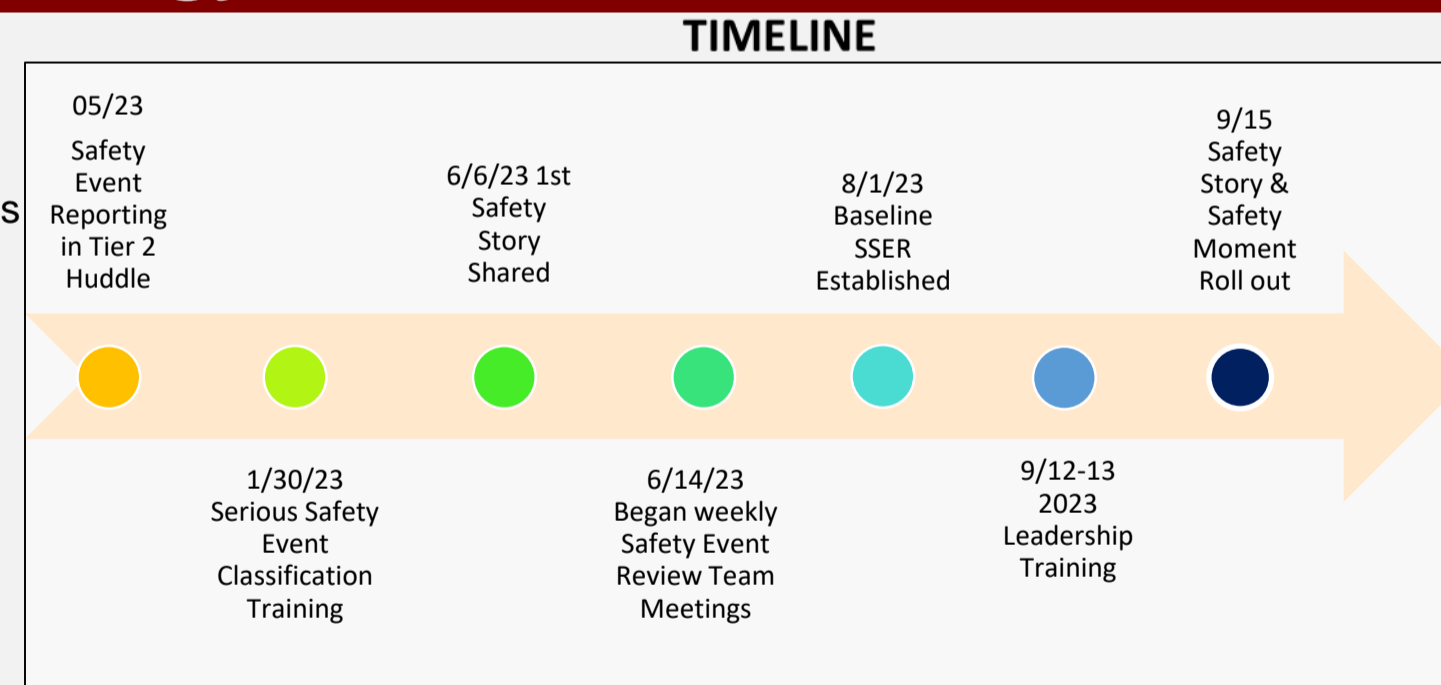 TIMELINE
s
05/23
Safety
Event
Reporting
in Tier 2
Huddle
1/30/23
Serious Safety
Event
Classification
Training
6/6/23 1st
Safety
Story
Shared
6/14/23
Began weekly
Safety Event
Review Team
Meetings
8/1/23
Baseline
SSER
Established
9/12-13
2023
Leadership
Training
9/15
Safety
Story &
Safety
Moment
Roll out